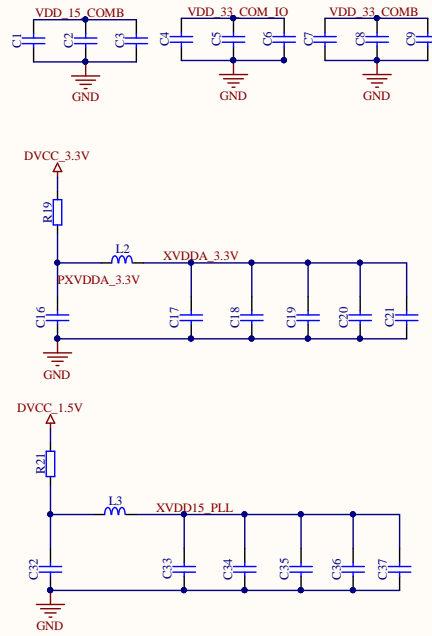 VDD_15_COMB VDD_33_COM_IO VDD_33_COMB
C1 C2 C3 C4 C5 C6 C7 C8 C9
GND GND GND
DVCC_3.3V
R19
L2 XVDDA_3.3V
PXVDDA_3.3V
C16 C17 C18 C19 C20 C21
GND
DVCC_1.5V
R21
L3 XVDD15_PLL
C32 C33 C34 C35 C36 C37
GND